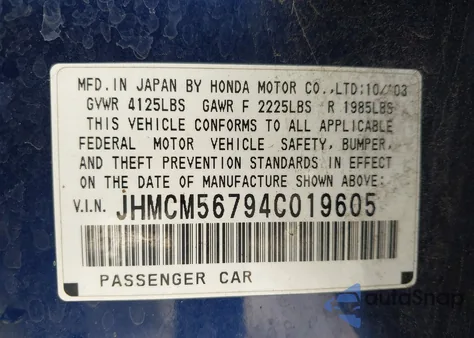 MFD. IN JAPAN BY HONDA MOTOR CO.,LTD:10/03
GVWR 4125LBS GAWR F 2225LBS R 1985LBS
THIS VEHICLE CONFORMS TO ALL APPLICABLE
FEDERAL MOTOR VEHICLE SAFETY, BUMPER,
AND THEFT PREVENTION STANDARDS IN EFFECT
ON THE DATE OF MANUFACTURE SHOWN ABOVE:
V.I.N. JHMCM56794C019605
PASSENGER CAR
autoSnap